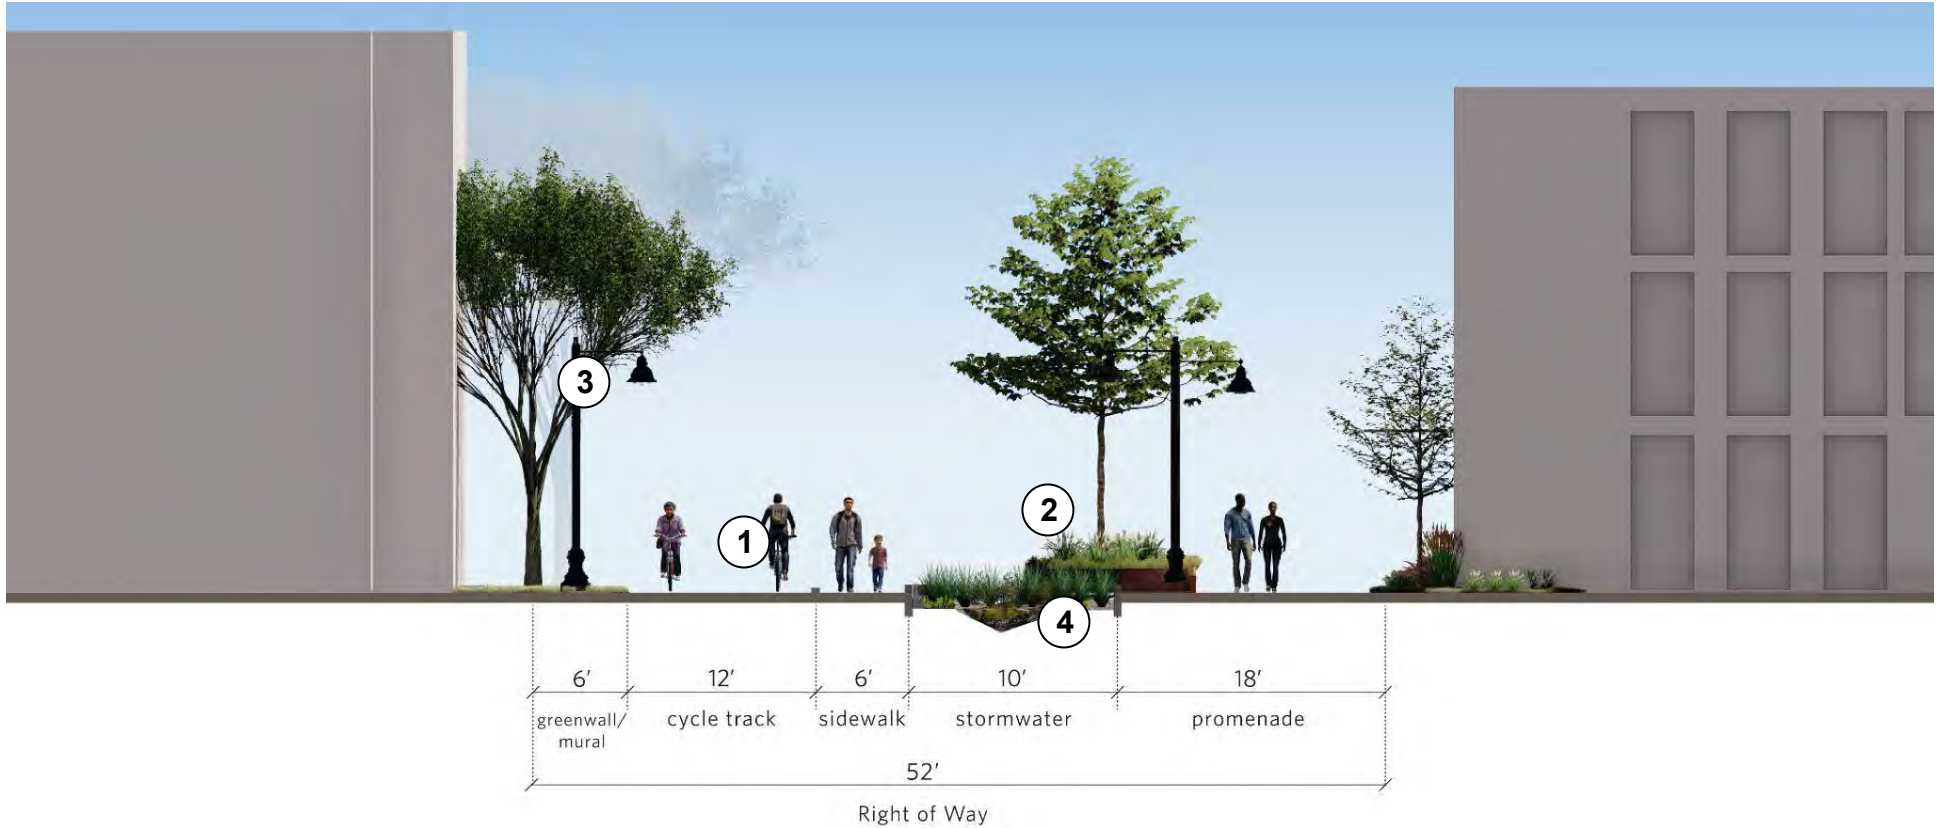 3
2
1
4
6' 12' 6' 10' 18'
greenwall/ cycle track sidewalk stormwater promenade
mural
52'
Right of Way